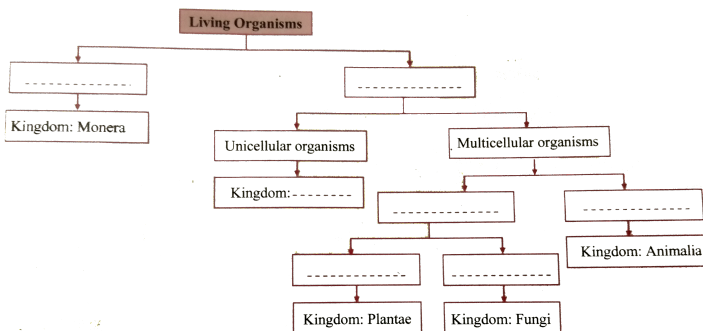 Living Organisms
_ _ _ _ _ _ _ _ _ _ _ _
_ _ _ _ _ _ _ _ _ _ _ _
Kingdom: Monera
Unicellular organisms
Multicellular organisms
Kingdom:- - - - - - - -
_ _ _ _ _ _ _ _ _ _ _ _
_ _ _ _ _ _ _ _ _ _ _ _
Kingdom: Animalia
_ _ _ _ _ _ _ _ _ _ _ _
_ _ _ _ _ _ _ _ _ _ _ _
Kingdom: Plantae
Kingdom: Fungi